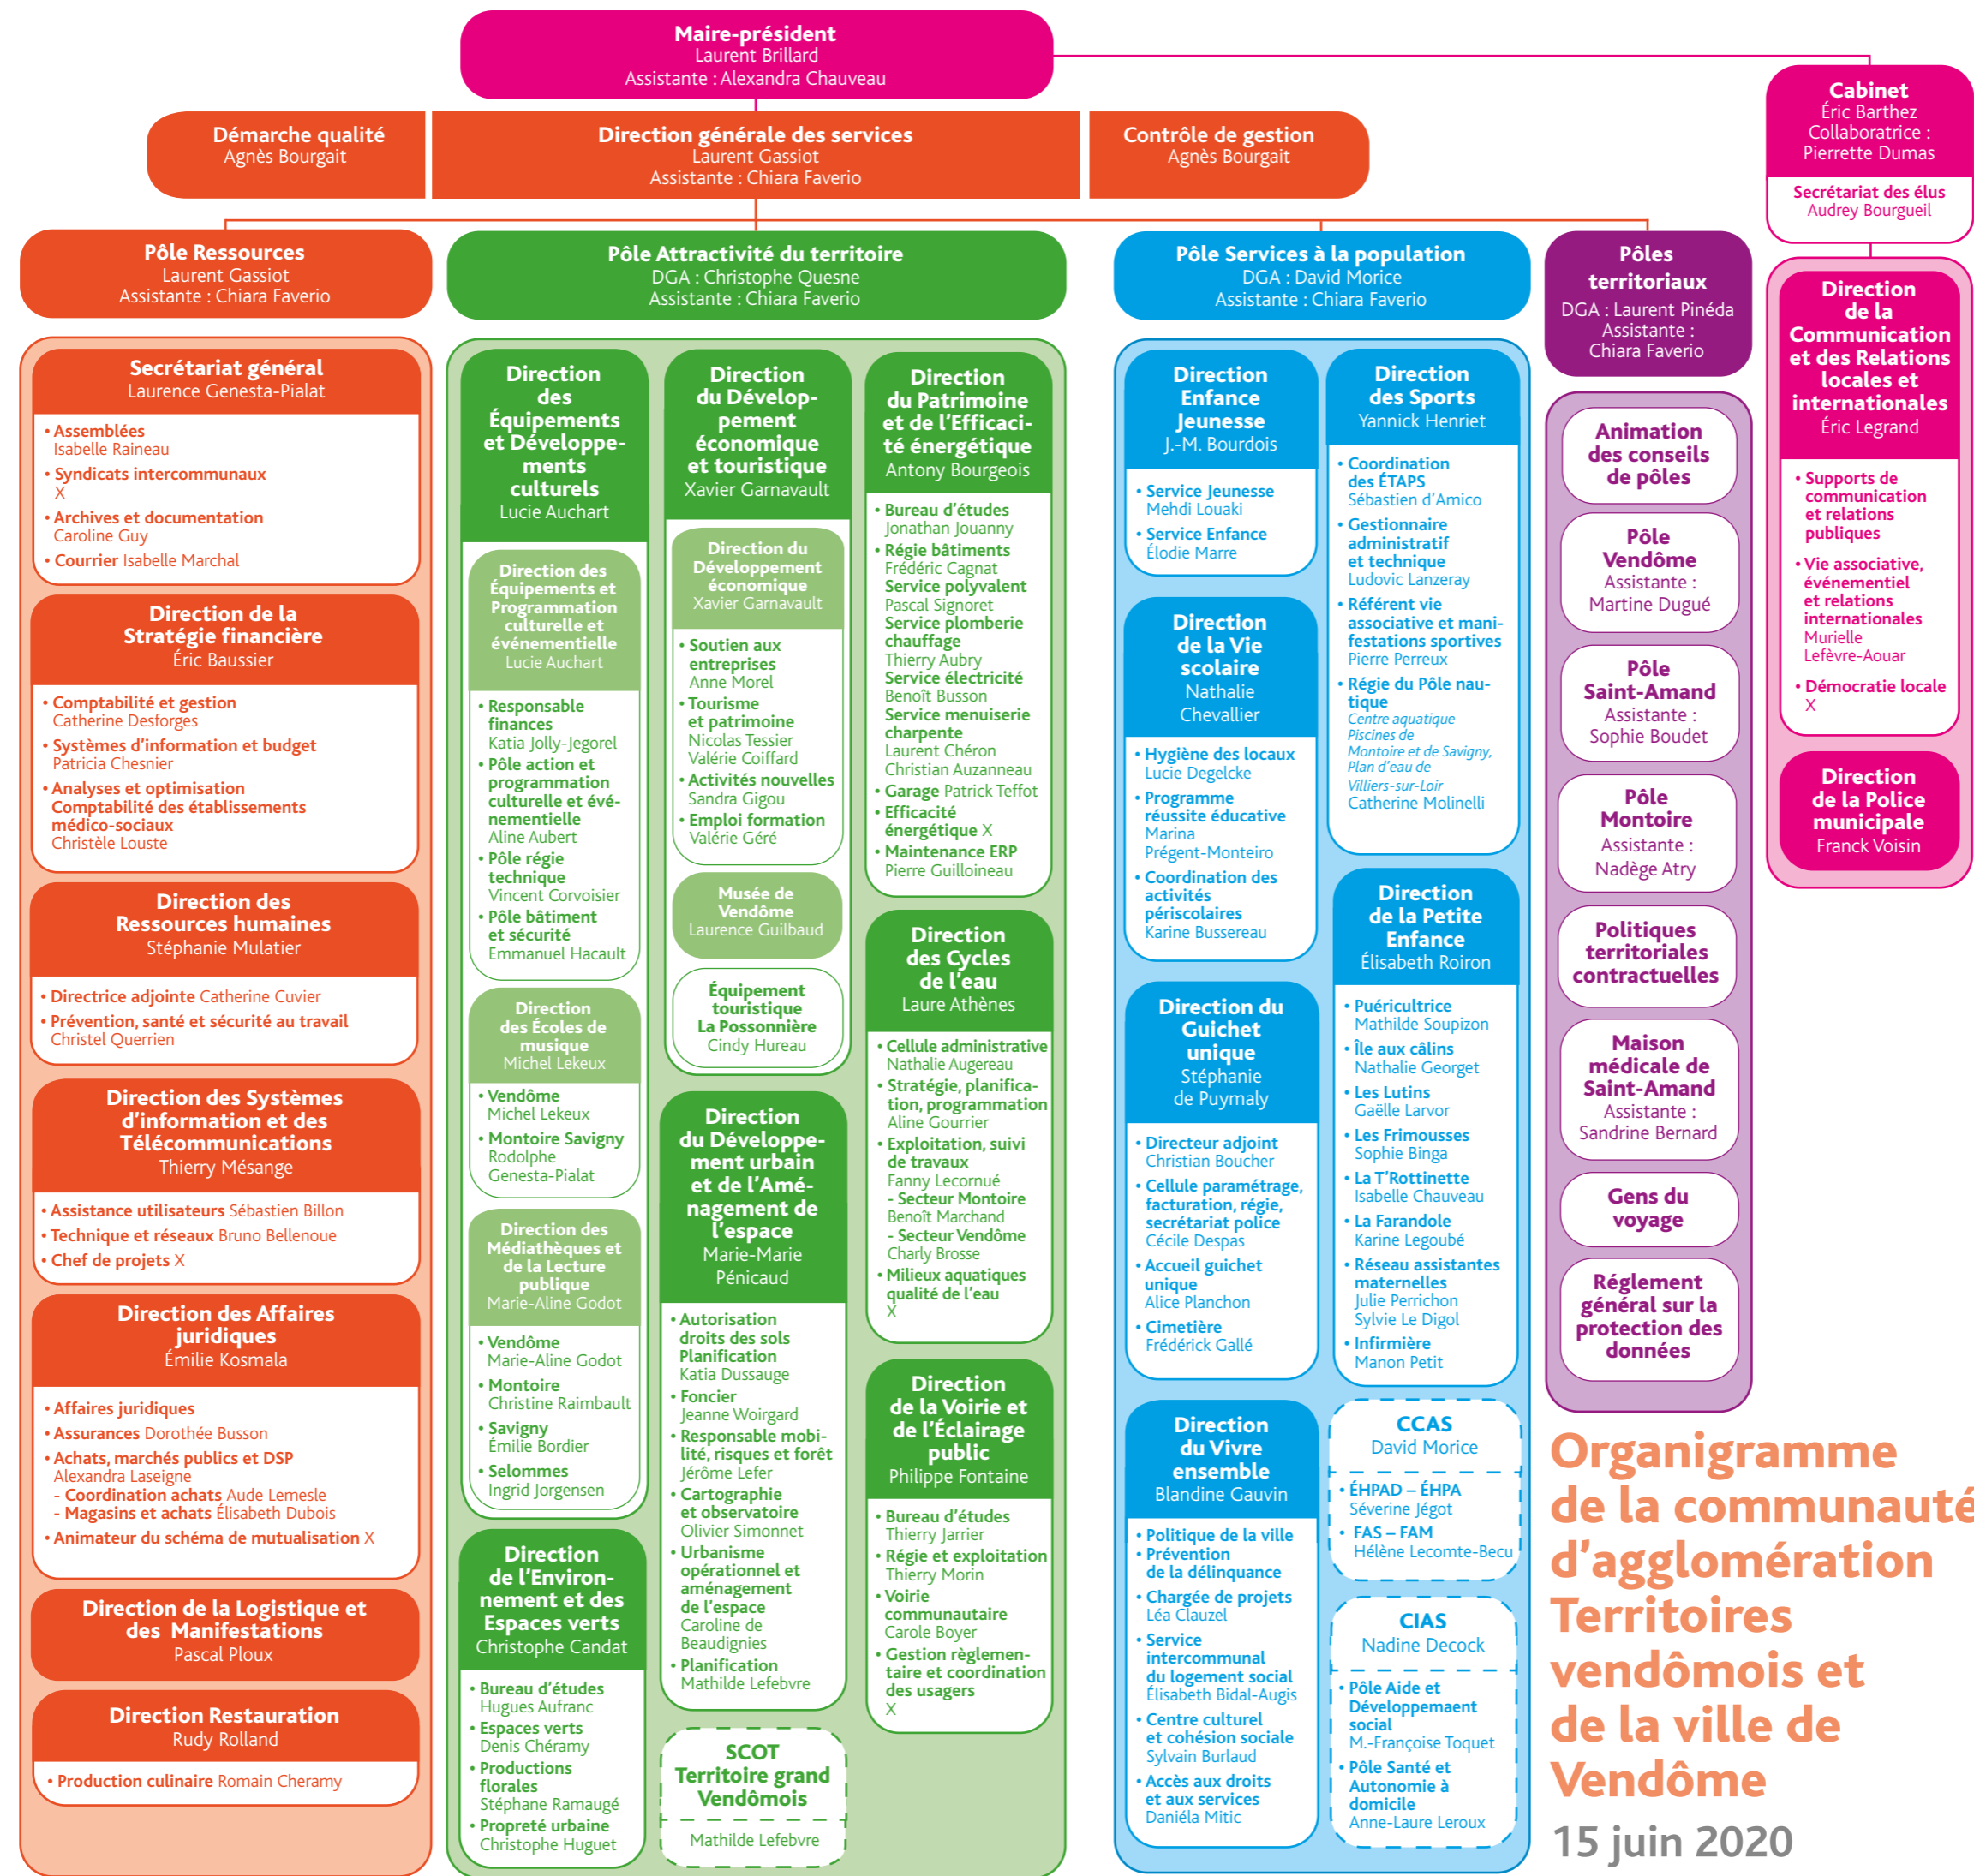 Maire-président
Laurent Brillard
Assistante : Alexandra Chauveau
Démarche qualité
Agnès Bourgait
Direction générale des services
Laurent Gassiot
Assistante : Chiara Faverio
Contrôle de gestion
Agnès Bourgait
Cabinet
Éric Barthez
Collaboratrice :
Pierrette Dumas
Secrétariat des élus
Audrey Bourgueil
Pôle Ressources
Laurent Gassiot
Assistante : Chiara Faverio
Secrétariat général
Laurence Genesta-Pialat
• Assemblées
Isabelle Raineau
• Syndicats intercommunaux
X
• Archives et documentation
Caroline Guy
• Courrier Isabelle Marchal
Direction de la
Stratégie financière
Éric Baussier
• Comptabilité et gestion
Catherine Desforges
• Systèmes d'information et budget
Patricia Chesnier
• Analyses et optimisation
Comptabilité des établissements
médico-sociaux
Christèle Louste
Direction des
Ressources humaines
Stéphanie Mulatier
• Directrice adjointe Catherine Cuvier
• Prévention, santé et sécurité au travail
Christel Querrien
Direction des Systèmes
d'information et des
Télécommunications
Thierry Mésange
• Assistance utilisateurs Sébastien Billon
• Technique et réseaux Bruno Bellenoue
• Chef de projets X
Direction des Affaires
juridiques
Émilie Kosmala
• Affaires juridiques
• Assurances Dorothée Busson
• Achats, marchés publics et DSP
Alexandra Laseigne
- Coordination achats Aude Lemesle
- Magasins et achats Élisabeth Dubois
• Animateur du schéma de mutualisation X
Direction de la Logistique et
des Manifestations
Pascal Ploux
Direction Restauration
Rudy Rolland
• Production culinaire Romain Cheramy
Pôle Attractivité du territoire
DGA : Christophe Quesne
Assistante : Chiara Faverio
Direction
des
Équipements
et Développe-
ments
culturels
Lucie Auchart
Direction des
Équipements et
Programmation
culturelle et
événementielle
Lucie Auchart
• Responsable
finances
Katia Jolly-Jegorel
• Pôle action et
programmation
culturelle et évé-
nementielle
Aline Aubert
• Pôle régie
technique
Vincent Corvoisier
• Pôle bâtiment
et sécurité
Emmanuel Hacault
Direction
des Écoles de
musique
Michel Lekeux
• Vendôme
Michel Lekeux
• Montoire Savigny
Rodolphe
Genesta-Pialat
Direction des
Médiathèques et
de la Lecture
publique
Marie-Aline Godot
• Vendôme
Marie-Aline Godot
• Montoire
Christine Raimbault
• Savigny
Émilie Bordier
• Selommes
Ingrid Jorgensen
Direction
de l'Environ-
nement et des
Espaces verts
Christophe Candat
• Bureau d'études
Hugues Aufranc
• Espaces verts
Denis Chéramy
• Productions
florales
Stéphane Ramaugé
• Propreté urbaine
Christophe Huguet
Direction
du Dévelop-
pement
économique
et touristique
Xavier Garnavault
Direction du
Développement
économique
Xavier Garnavault
• Soutien aux
entreprises
Anne Morel
• Tourisme
et patrimoine
Nicolas Tessier
Valérie Coiffard
• Activités nouvelles
Sandra Gigou
• Emploi formation
Valérie Géré
Musée de
Vendôme
Laurence Guilbaud
Équipement
touristique
La Possonnière
Cindy Hureau
Direction
du Développe-
ment urbain
et de l'Amé-
nagement de
l'espace
Marie-Marie
Pénicaud
• Autorisation
droits des sols
Planification
Katia Dussauge
• Foncier
Jeanne Woirgard
• Responsable mobi-
lité, risques et forêt
Jérôme Lefer
• Cartographie
et observatoire
Olivier Simonnet
• Urbanisme
opérationnel et
aménagement
de l'espace
Caroline de
Beaudignies
• Planification
Mathilde Lefebvre
SCOT
Territoire grand
Vendômois
Mathilde Lefebvre
Direction
du Patrimoine
et de l'Efficaci-
té énergétique
Antony Bourgeois
• Bureau d'études
Jonathan Jouanny
• Régie bâtiments
Frédéric Cagnat
Service polyvalent
Pascal Signoret
Service plomberie
chauffage
Thierry Aubry
Service électricité
Benoît Busson
Service menuiserie
charpente
Laurent Chéron
Christian Auzanneau
• Garage Patrick Teffot
• Efficacité
énergétique X
• Maintenance ERP
Pierre Guilloineau
Direction
des Cycles
de l'eau
Laure Athènes
• Cellule administrative
Nathalie Augereau
• Stratégie, planifica-
tion, programmation
Aline Gourrier
• Exploitation, suivi
de travaux
Fanny Lecornué
- Secteur Montoire
Benoît Marchand
- Secteur Vendôme
Charly Brosse
• Milieux aquatiques
qualité de l'eau
X
Direction
de la Voirie et
de l'Éclairage
public
Philippe Fontaine
• Bureau d'études
Thierry Jarrier
• Régie et exploitation
Thierry Morin
• Voirie
communautaire
Carole Boyer
• Gestion règlemen-
taire et coordination
des usagers
X
Pôle Services à la population
DGA : David Morice
Assistante : Chiara Faverio
Direction
Enfance
Jeunesse
J.-M. Bourdois
• Service Jeunesse
Mehdi Louaki
• Service Enfance
Élodie Marre
Direction
de la Vie
scolaire
Nathalie
Chevallier
• Hygiène des locaux
Lucie Degelcke
• Programme
réussite éducative
Marina
Prégent-Monteiro
• Coordination des
activités
périscolaires
Karine Bussereau
Direction du
Guichet
unique
Stéphanie
de Puymaly
• Directeur adjoint
Christian Boucher
• Cellule paramétrage,
facturation, régie,
secrétariat police
Cécile Despas
• Accueil guichet
unique
Alice Planchon
• Cimetière
Frédérick Gallé
Direction
du Vivre
ensemble
Blandine Gauvin
• Politique de la ville
• Prévention
de la délinquance
• Chargée de projets
Léa Clauzel
• Service
intercommunal
du logement social
Élisabeth Bidal-Augis
• Centre culturel
et cohésion sociale
Sylvain Burlaud
• Accès aux droits
et aux services
Daniéla Mitic
Direction
des Sports
Yannick Henriet
• Coordination
des ÉTAPS
Sébastien d'Amico
• Gestionnaire
administratif
et technique
Ludovic Lanzeray
• Référent vie
associative et mani-
festations sportives
Pierre Perreux
• Régie du Pôle nau-
tique
Centre aquatique
Piscines de
Montoire et de Savigny,
Plan d'eau de
Villiers-sur-Loir
Catherine Molinelli
Direction
de la Petite
Enfance
Élisabeth Roiron
• Puéricultrice
Mathilde Soupizon
• Île aux câlins
Nathalie Georget
• Les Lutins
Gaëlle Larvor
• Les Frimousses
Sophie Binga
• La T'Rottinette
Isabelle Chauveau
• La Farandole
Karine Legoubé
• Réseau assistantes
maternelles
Julie Perrichon
Sylvie Le Digol
• Infirmière
Manon Petit
CCAS
David Morice
• ÉHPAD – ÉHPA
Séverine Jégot
• FAS – FAM
Hélène Lecomte-Becu
CIAS
Nadine Decock
• Pôle Aide et
Développemaent
social
M.-Françoise Toquet
• Pôle Santé et
Autonomie à
domicile
Anne-Laure Leroux
Pôles
territoriaux
DGA : Laurent Pinéda
Assistante :
Chiara Faverio
Animation
des conseils
de pôles
Pôle
Vendôme
Assistante :
Martine Dugué
Pôle
Saint-Amand
Assistante :
Sophie Boudet
Pôle
Montoire
Assistante :
Nadège Atry
Politiques
territoriales
contractuelles
Maison
médicale de
Saint-Amand
Assistante :
Sandrine Bernard
Gens du
voyage
Réglement
général sur la
protection des
données
Direction
de la
Communication
et des Relations
locales et
internationales
Éric Legrand
• Supports de
communication
et relations
publiques
• Vie associative,
événementiel
et relations
internationales
Murielle
Lefèvre-Aouar
• Démocratie locale
X
Direction
de la Police
municipale
Franck Voisin
Organigramme
de la communauté
d'agglomération
Territoires
vendômois et
de la ville de
Vendôme
15 juin 2020